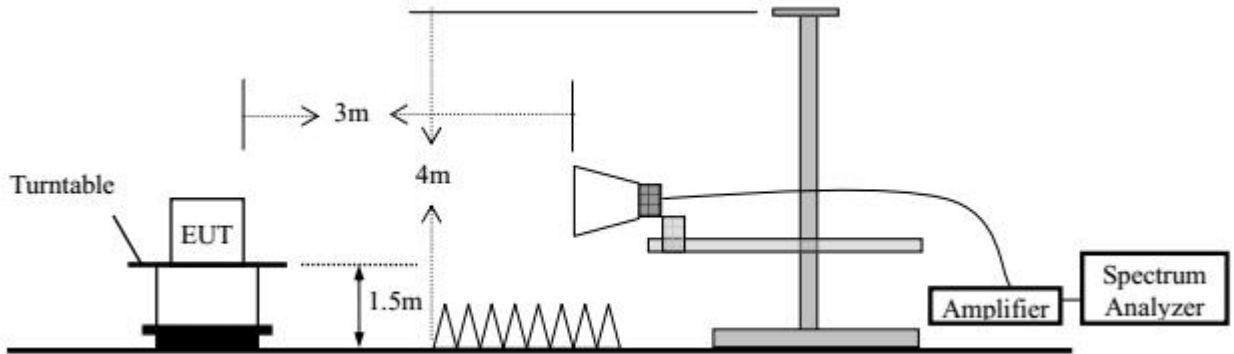 3m
4m
Turntable
EUT
1.5m
Amplifier
Spectrum
Analyzer